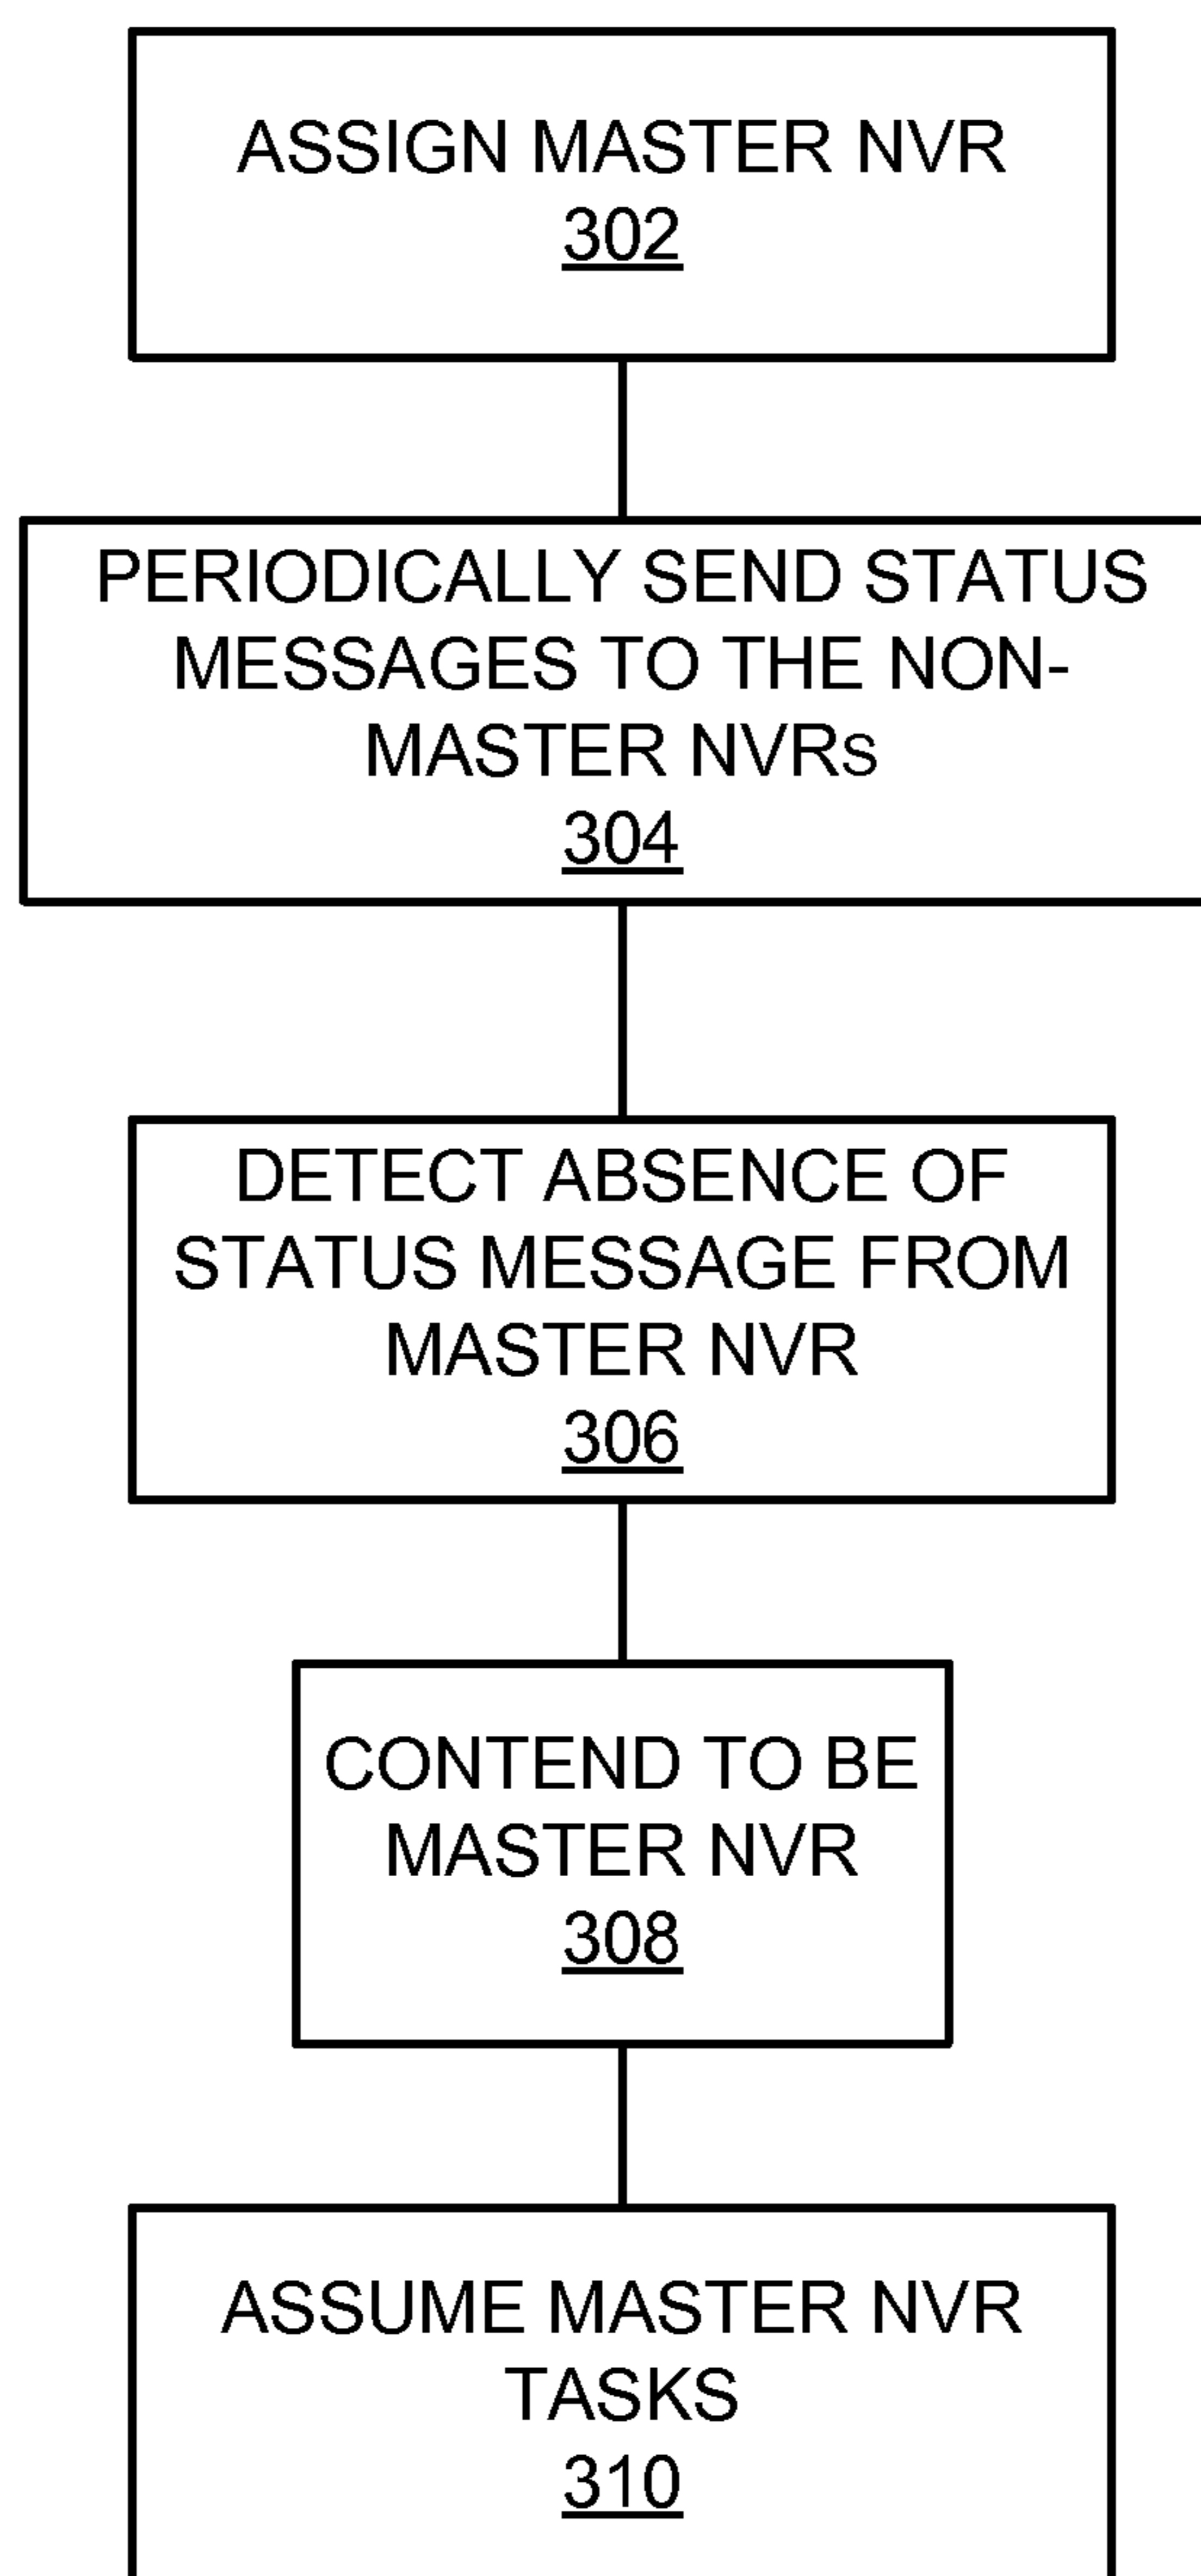 ASSIGN MASTER NVR
302
PERIODICALLY SEND STATUS
MESSAGES TO THE NON-
MASTER NVRs
304
DETECT ABSENCE OF
STATUS MESSAGE FROM
MASTER NVR
306
CONTEND TO BE
MASTER NVR
308
ASSUME MASTER NVR
TASKS
310